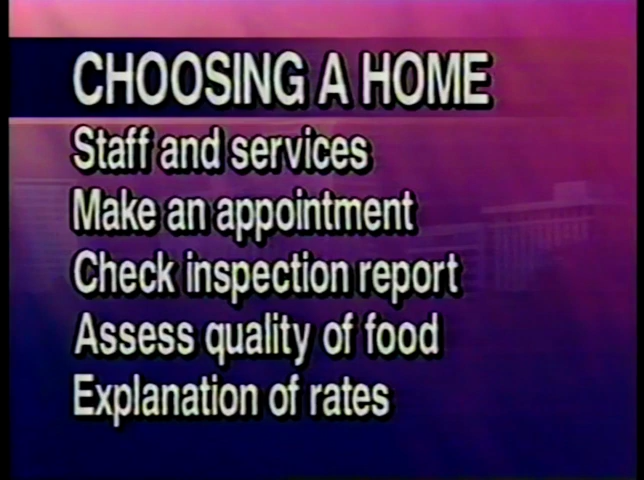 CHOOSING A HOME
Staff and services
Make an appointment
Check inspection report
Assess quality of food
Explanation of rates